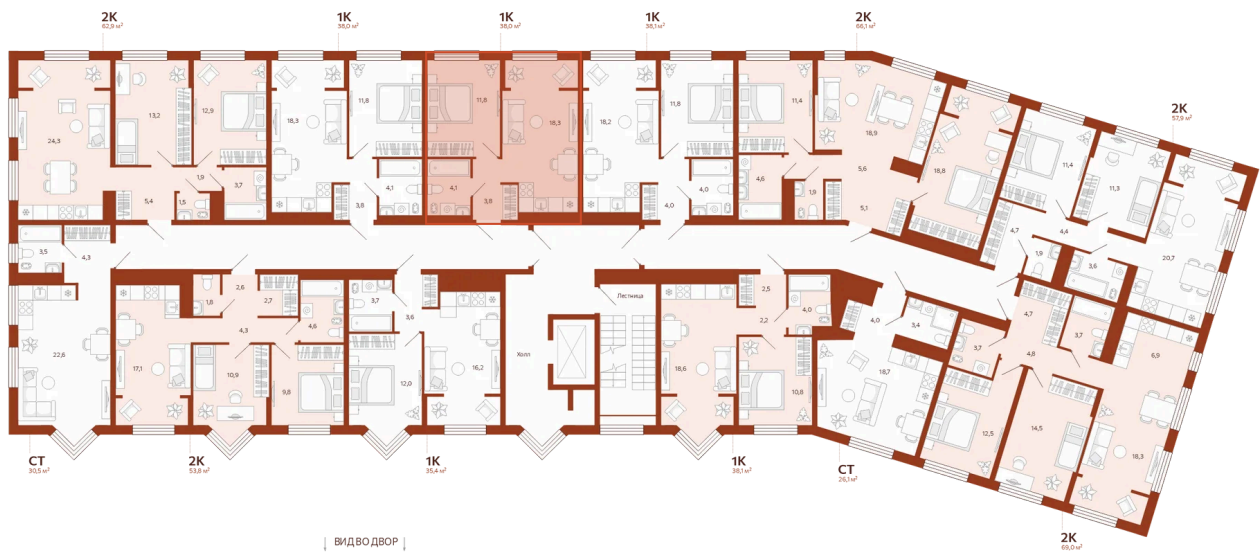 2К
62,9 м²
1К
38,0 м²
1К
38,0 м²
1К
38,1 м²
2К
66,1 м²
2К
57,9 м²
24,3
13,2
12,9
18,3
11,8
11,8
18,3
18,2
11,8
11,4
18,9
18,8
11,4
11,3
20,7
5,4
1,9
1,5
3,7
3,8
4,1
4,1
3,8
4,0
4,0
4,6
1,9
5,6
5,1
4,7
1,9
4,4
3,6
3,5
4,3
22,6
1,8
2,6
2,7
4,3
4,6
17,1
10,9
9,8
3,7
3,6
12,0
16,2
Холл
Лестница
18,6
2,5
2,2
4,0
10,8
4,0
3,4
18,7
3,7
4,7
4,8
3,7
6,9
12,5
14,5
18,3
СТ
30,5 м²
2К
53,8 м²
1К
35,4 м²
1К
38,1 м²
СТ
26,1 м²
2К
69,0 м²
ВИД ВО ДВОР